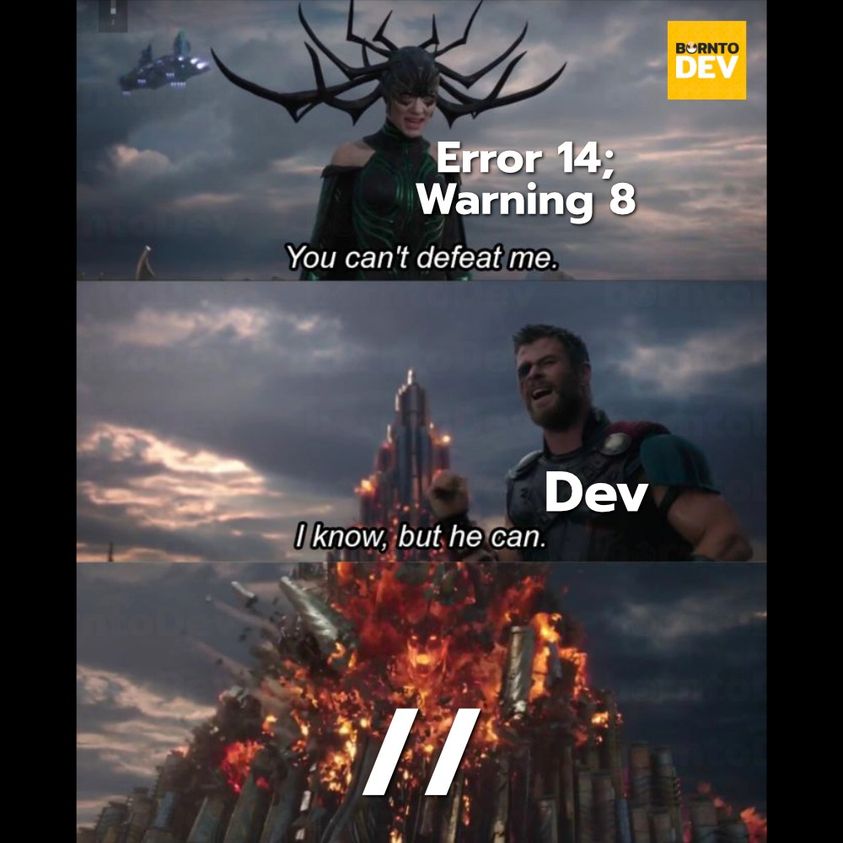 BORNTO
DEV
Error 14;
Warning 8
You can't defeat me.
Dev
I know, but he can.
//